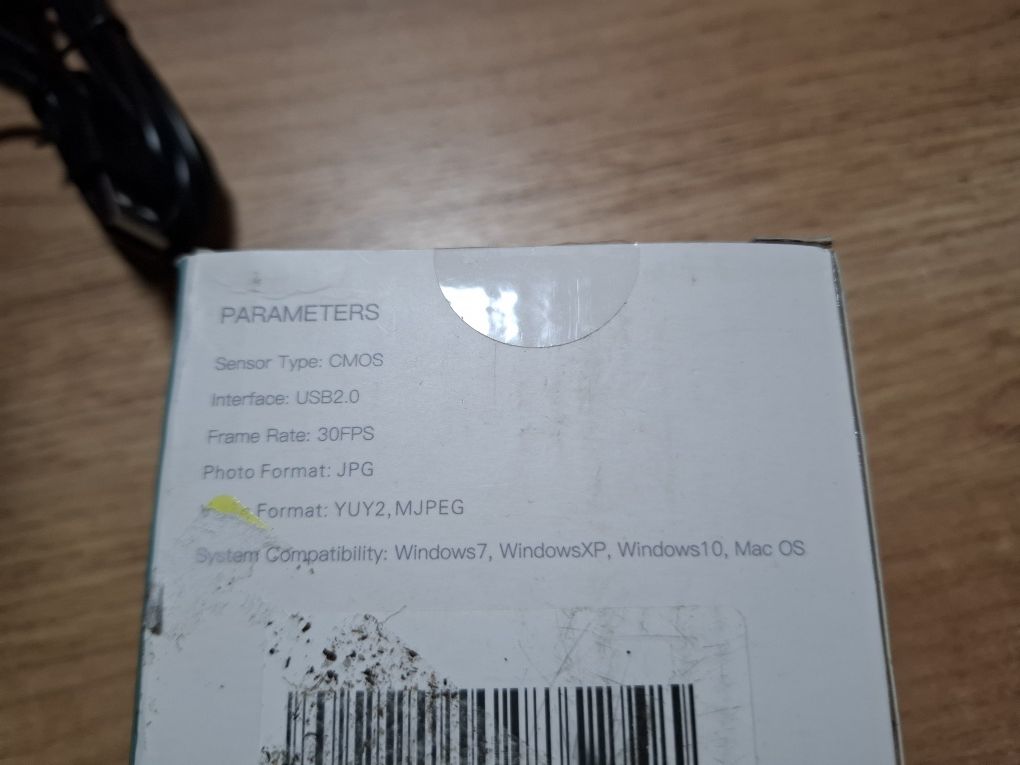 PARAMETERS
Sensor Type: CMOS
Interface: USB2.0
Frame Rate: 30FPS
Photo Format: JPG
Format: YUY2,MJPEG
System Compatibility: Windows7, WindowsXP, Windows10, Mac OS